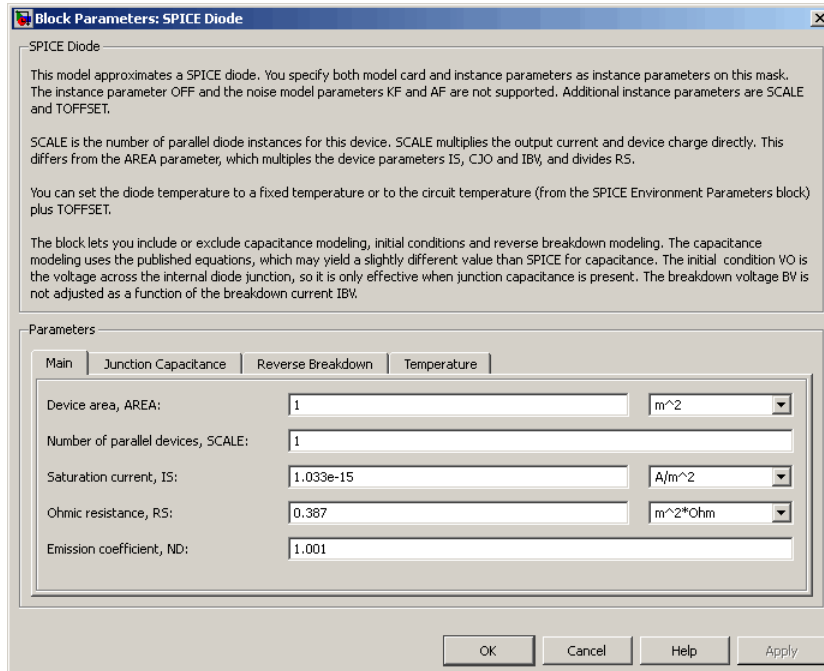 Block Parameters: SPICE Diode
SPICE Diode
This model approximates a SPICE diode. You specify both model card and instance parameters as instance parameters on this mask.
The instance parameter OFF and the noise model parameters KF and AF are not supported. Additional instance parameters are SCALE
and TOFFSET.
SCALE is the number of parallel diode instances for this device. SCALE multiplies the output current and device charge directly. This
differs from the AREA parameter, which multiples the device parameters IS, CJO and IBV, and divides RS.
You can set the diode temperature to a fixed temperature or to the circuit temperature (from the SPICE Environment Parameters block)
plus TOFFSET.
The block lets you include or exclude capacitance modeling, initial conditions and reverse breakdown modeling. The capacitance
modeling uses the published equations, which may yield a slightly different value than SPICE for capacitance. The initial condition VO is
the voltage across the internal diode junction, so it is only effective when junction capacitance is present. The breakdown voltage BV is
not adjusted as a function of the breakdown current IBV.
Parameters
Main Junction Capacitance Reverse Breakdown Temperature
Device area, AREA: 1 m^2
Number of parallel devices, SCALE: 1
Saturation current, IS: 1.033e-15 A/m^2
Ohmic resistance, RS: 0.387 m^2*Ohm
Emission coefficient, ND: 1.001
OK Cancel Help Apply